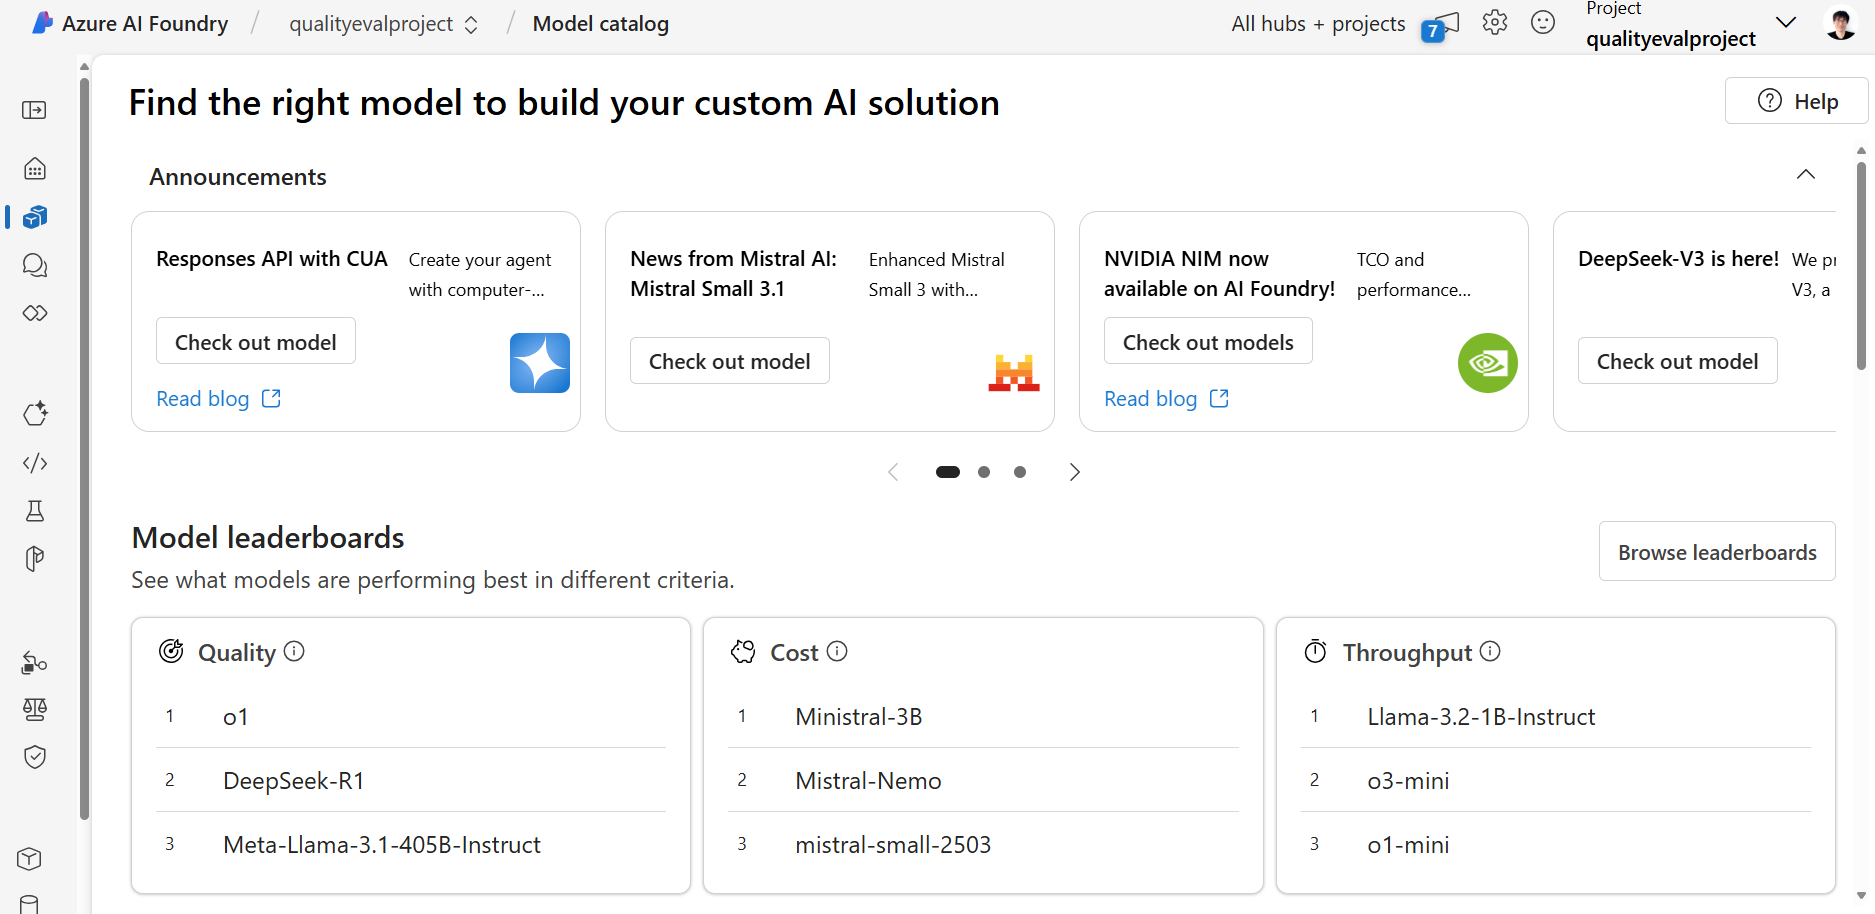 Azure AI Foundry / qualityevalproject / Model catalog
All hubs + projects
7
Project
qualityevalproject
Find the right model to build your custom AI solution
Help
Announcements
Responses API with CUA
Create your agent
with computer-...
Check out model
Read blog
News from Mistral AI:
Mistral Small 3.1
Enhanced Mistral
Small 3 with...
Check out model
NVIDIA NIM now
available on AI Foundry!
TCO and
performance...
Check out models
Read blog
DeepSeek-V3 is here!
We pr
V3, a
Check out model
Model leaderboards
See what models are performing best in different criteria.
Browse leaderboards
Quality
1 o1
2 DeepSeek-R1
3 Meta-Llama-3.1-405B-Instruct
Cost
1 Ministral-3B
2 Mistral-Nemo
3 mistral-small-2503
Throughput
1 Llama-3.2-1B-Instruct
2 o3-mini
3 o1-mini